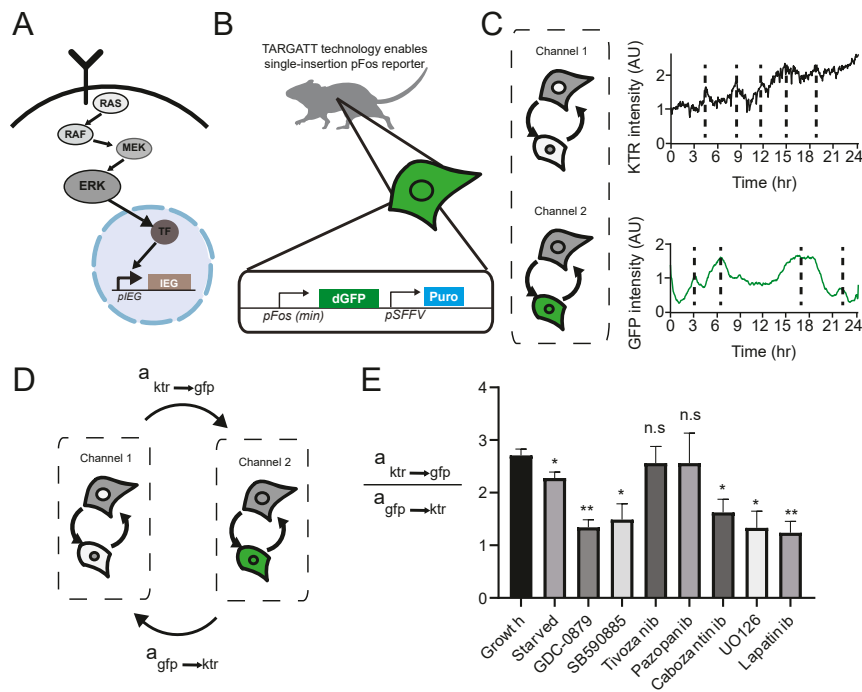 A
RAS
RAF
MEK
ERK
TF
IEG
pIEG
B
TARGATT technology enables
single-insertion pFos reporter
dGFP
Puro
pFos (min)
pSFFV
C
Channel 1
Channel 2
KTR intensity (AU)
2
1
0
0 3 6 9 12 15 18 21 24
Time (hr)
GFP intensity (AU)
2
1
0
0 3 6 9 12 15 18 21 24
Time (hr)
D
a ktr gfp
Channel 1
Channel 2
a gfp ktr
E
a ktr gfp
a gfp ktr
4
3
2
1
0
*
**
*
n.s
n.s
*
*
**
Growth
Starved
GDC-0879
SB590885
Tivozanib
Pazopanib
Cabozantinib
UO126
Lapatinib